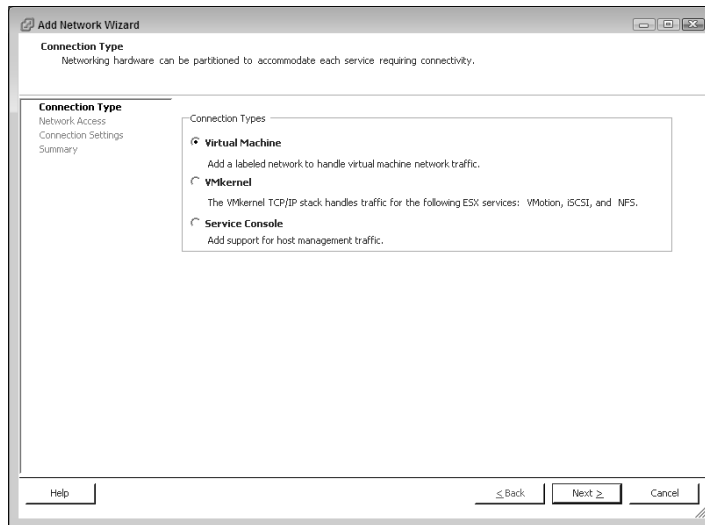 Add Network Wizard
Connection Type
Networking hardware can be partitioned to accommodate each service requiring connectivity.
Connection Type
Network Access
Connection Settings
Summary
Connection Types
Virtual Machine
Add a labeled network to handle virtual machine network traffic.
VMkernel
The VMkernel TCP/IP stack handles traffic for the following ESX services: VMotion, iSCSI, and NFS.
Service Console
Add support for host management traffic.
Help
≤ Back
Next ≥
Cancel